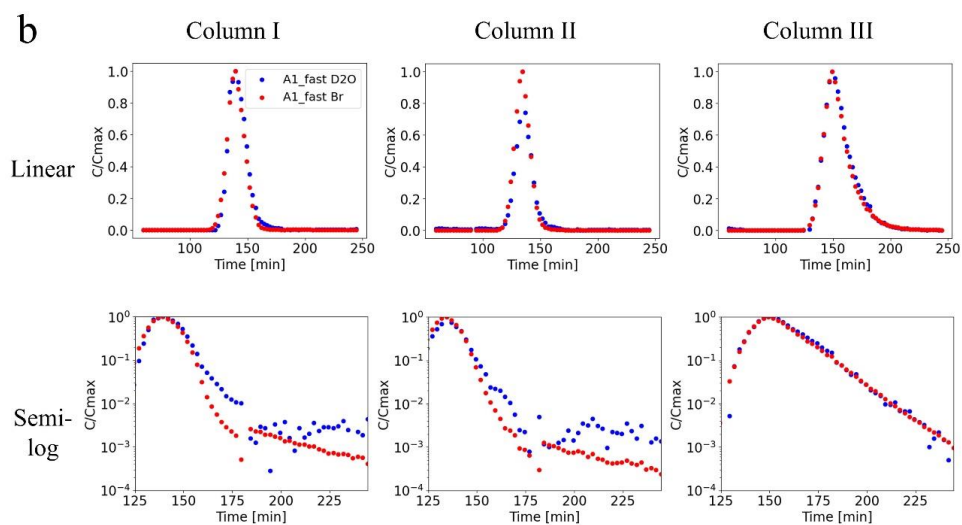 b
Column I
Column II
Column III
Linear
C/Cmax
1.0
0.8
0.6
0.4
0.2
0.0
A1_fast D2O
A1_fast Br
100
150
200
250
Time [min]
C/Cmax
1.0
0.8
0.6
0.4
0.2
0.0
100
150
200
250
Time [min]
C/Cmax
1.0
0.8
0.6
0.4
0.2
0.0
100
150
200
250
Time [min]
Semi-
log
C/Cmax
10⁰
10⁻¹
10⁻²
10⁻³
10⁻⁴
125
150
175
200
225
Time [min]
C/Cmax
10⁰
10⁻¹
10⁻²
10⁻³
10⁻⁴
125
150
175
200
225
Time [min]
C/Cmax
10⁰
10⁻¹
10⁻²
10⁻³
10⁻⁴
125
150
175
200
225
Time [min]